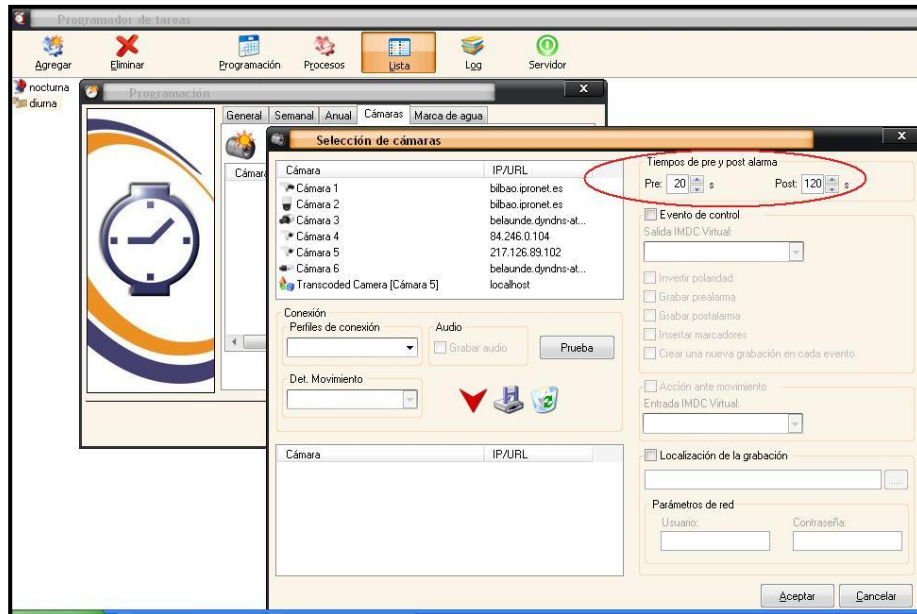 Programador de tareas
Agregar Eliminar Programación Procesos Lista Log Servidor
nocturna
diurna
Programación X
General Semanal Anual Cámaras Marca de agua
Selección de cámaras X
Cámara IP/URL
Cámara 1 bilbao.ipronet.es
Cámara 2 bilbao.ipronet.es
Cámara 3 belaunde.dyndns-at...
Cámara 4 84.246.0.104
Cámara 5 217.126.89.102
Cámara 6 belaunde.dyndns-at...
Transcoded Camera [Cámara 5] localhost
Conexión
Perfiles de conexión Audio
Grabar audio Prueba
Det. Movimiento
Cámara IP/URL
Tiempos de pre y post alarma
Pre: 20 s Post: 120 s
Evento de control
Salida IMDC Virtual:
Invertir polaridad
Grabar prealarma
Grabar postalarma
Insertar marcadores
Crear una nueva grabación en cada evento
Acción ante movimiento
Entrada IMDC Virtual:
Localización de la grabación
....
Parámetros de red
Usuario: Contraseña:
Aceptar Cancelar